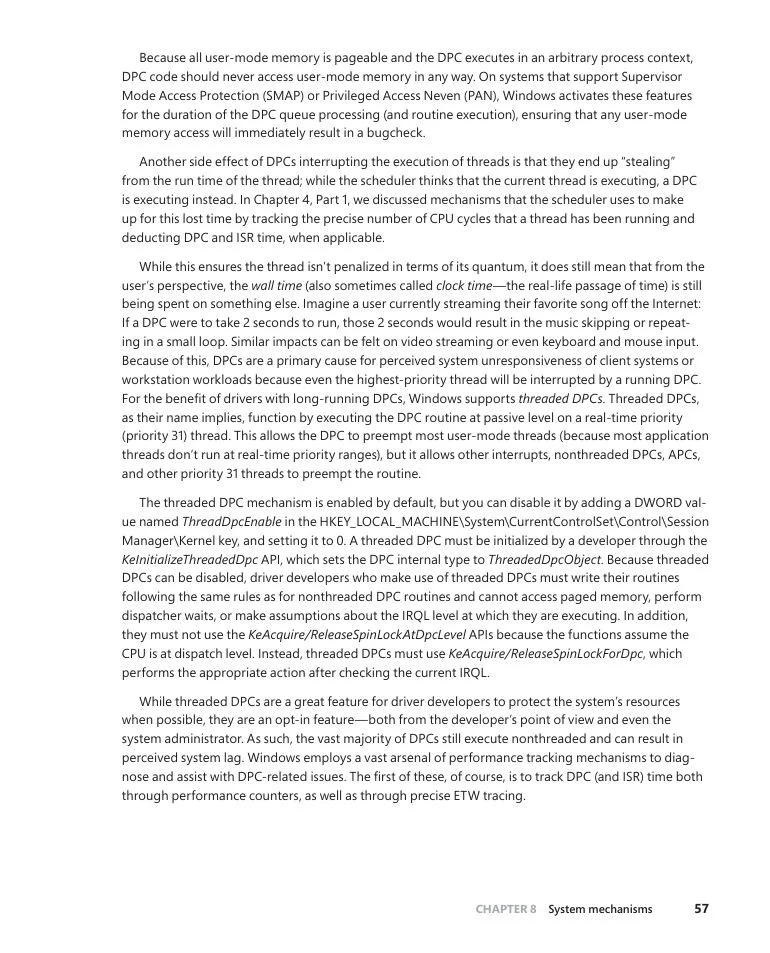 Because all user-mode memory is pageable and the DPC executes in an arbitrary process context,
DPC code should never access user-mode memory in any way. On systems that support Supervisor
Mode Access Protection (SMAP) or Privileged Access Neven (PAN), Windows activates these features
for the duration of the DPC queue processing (and routine execution), ensuring that any user-mode
memory access will immediately result in a bugcheck.
Another side effect of DPCs interrupting the execution of threads is that they end up “stealing”
from the run time of the thread; while the scheduler thinks that the current thread is executing, a DPC
is executing instead. In Chapter 4, Part 1, we discussed mechanisms that the scheduler uses to make
up for this lost time by tracking the precise number of CPU cycles that a thread has been running and
deducting DPC and ISR time, when applicable.
While this ensures the thread isn’t penalized in terms of its quantum, it does still mean that from the
user’s perspective, the wall time (also sometimes called clock time—the real-life passage of time) is still
being spent on something else. Imagine a user currently streaming their favorite song off the Internet:
If a DPC were to take 2 seconds to run, those 2 seconds would result in the music skipping or repeat-
ing in a small loop. Similar impacts can be felt on video streaming or even keyboard and mouse input.
Because of this, DPCs are a primary cause for perceived system unresponsiveness of client systems or
workstation workloads because even the highest-priority thread will be interrupted by a running DPC.
For the benefit of drivers with long-running DPCs, Windows supports threaded DPCs. Threaded DPCs,
as their name implies, function by executing the DPC routine at passive level on a real-time priority
(priority 31) thread. This allows the DPC to preempt most user-mode threads (because most application
threads don’t run at real-time priority ranges), but it allows other interrupts, nonthreaded DPCs, APCs,
and other priority 31 threads to preempt the routine.
The threaded DPC mechanism is enabled by default, but you can disable it by adding a DWORD val-
ue named ThreadDpcEnable in the HKEY_LOCAL_MACHINE\System\CurrentControlSet\Control\Session
Manager\Kernel key, and setting it to 0. A threaded DPC must be initialized by a developer through the
KeInitializeThreadedDpc API, which sets the DPC internal type to ThreadedDpcObject. Because threaded
DPCs can be disabled, driver developers who make use of threaded DPCs must write their routines
following the same rules as for nonthreaded DPC routines and cannot access paged memory, perform
dispatcher waits, or make assumptions about the IRQL level at which they are executing. In addition,
they must not use the KeAcquire/ReleaseSpinLockAtDpcLevel APIs because the functions assume the
CPU is at dispatch level. Instead, threaded DPCs must use KeAcquire/ReleaseSpinLockForDpc, which
performs the appropriate action after checking the current IRQL.
While threaded DPCs are a great feature for driver developers to protect the system’s resources
when possible, they are an opt-in feature—both from the developer’s point of view and even the
system administrator. As such, the vast majority of DPCs still execute nonthreaded and can result in
perceived system lag. Windows employs a vast arsenal of performance tracking mechanisms to diag-
nose and assist with DPC-related issues. The first of these, of course, is to track DPC (and ISR) time both
through performance counters, as well as through precise ETW tracing.
CHAPTER 8 System mechanisms 57